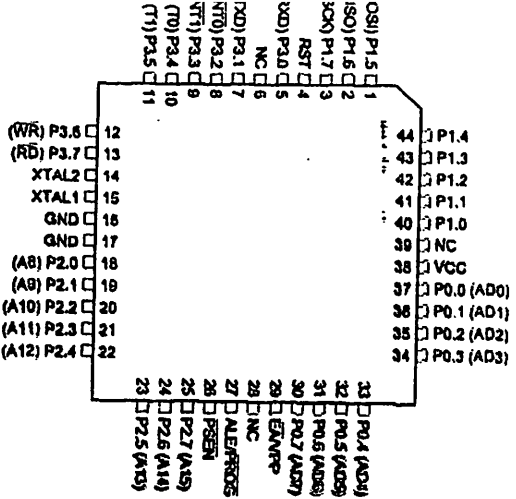 (T1) P3.5
(T0) P3.4
P3.3
P3.2
P3.1
NC
P3.0
RST
P1.7
P1.6
P1.5
11 10 9 8 7 6 5 4 3 2 1
(WR) P3.6 12
(RD) P3.7 13
XTAL2 14
XTAL1 15
GND 16
GND 17
(A8) P2.0 18
(A9) P2.1 19
(A10) P2.2 20
(A11) P2.3 21
(A12) P2.4 22
44 P1.4
43 P1.3
42 P1.2
41 P1.1
40 P1.0
39 NC
38 VCC
37 P0.0 (AD0)
36 P0.1 (AD1)
35 P0.2 (AD2)
34 P0.3 (AD3)
23 P2.5 (A13)
24 P2.6 (A14)
25 P2.7 (A15)
26 PSEN
27 ALE/PROG
28 NC
29 EA/VPP
30 P0.7 (AD7)
31 P0.6 (AD6)
32 P0.5 (AD5)
33 P0.4 (AD4)